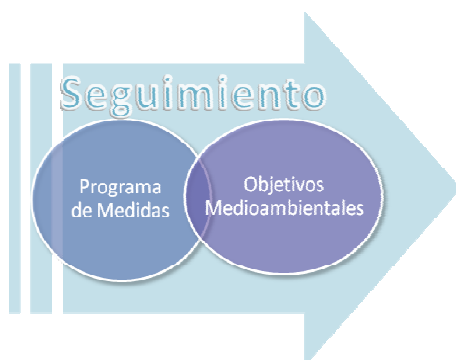 Seguimiento
Programa
de Medidas
Objetivos
Medioambientales